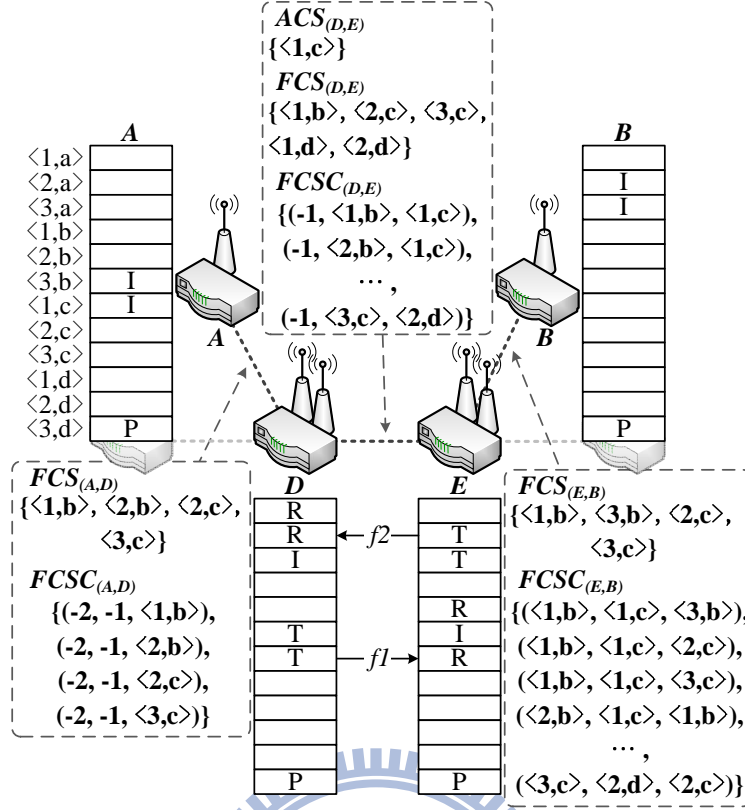 ACS(D,E)
{<1,c>}
FCS(D,E)
{<1,b>, <2,c>, <3,c>,
<1,d>, <2,d>}
FCSC(D,E)
{(-1, <1,b>, <1,c>),
(-1, <2,b>, <1,c>),
… ,
(-1, <3,c>, <2,d>)}
A
<1,a>
<2,a>
<3,a>
<1,b>
<2,b>
<3,b> I
<1,c> I
<2,c>
<3,c>
<1,d>
<2,d>
<3,d> P
B
I
I
P
A
B
FCS(A,D)
{<1,b>, <2,b>, <2,c>,
<3,c>}
FCSC(A,D)
{(-2, -1, <1,b>),
(-2, -1, <2,b>),
(-2, -1, <2,c>),
(-2, -1, <3,c>)}
D
R
R
I
T
T
P
f2
f1
E
T
T
R
I
R
P
FCS(E,B)
{<1,b>, <3,b>, <2,c>,
<3,c>}
FCSC(E,B)
{(<1,b>, <1,c>, <3,b>),
(<1,b>, <1,c>, <2,c>),
(<1,b>, <1,c>, <3,c>),
(<2,b>, <1,c>, <1,b>),
… ,
(<3,c>, <2,d>, <2,c>)}